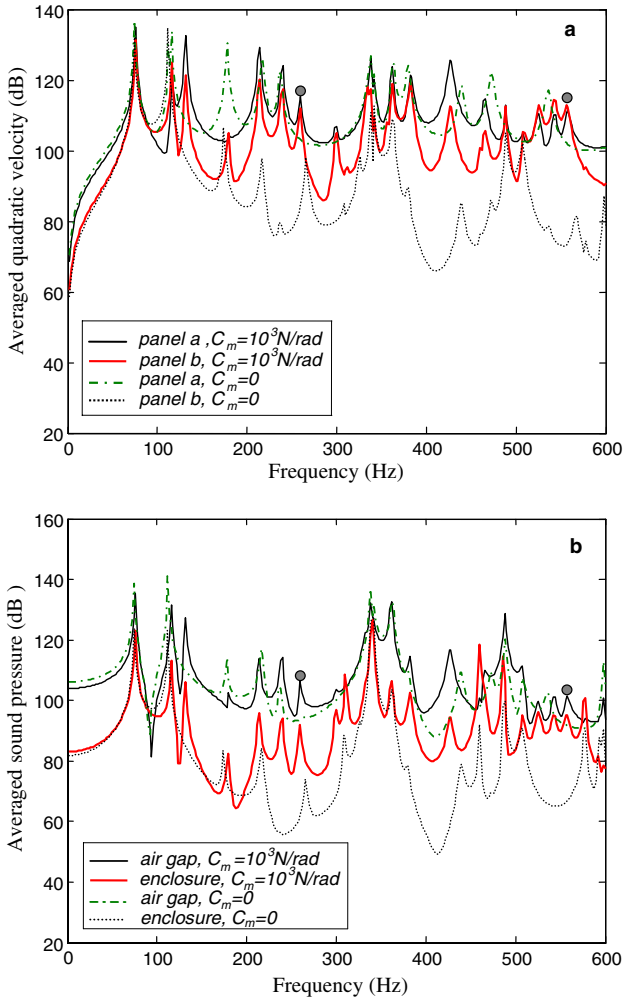 a
140
120
100
80
60
40
20
Averaged quadratic velocity (dB)
panel a ,C_m=10^3N/rad
panel b, C_m=10^3N/rad
panel a, C_m=0
panel b, C_m=0
0 100 200 300 400 500 600
Frequency (Hz)
b
160
140
120
100
80
60
40
20
Averaged sound pressure (dB )
air gap, C_m=10^3N/rad
enclosure, C_m=10^3N/rad
air gap, C_m=0
enclosure, C_m=0
0 100 200 300 400 500 600
Frequency (Hz)